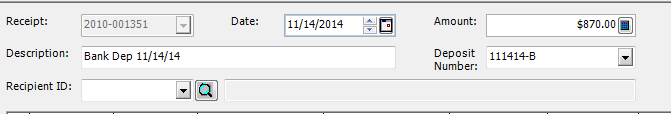 Receipt: 2010-001351 Date: 11/14/2014 Amount: $870.00
Description: Bank Dep 11/14/14 Deposit Number: 111414-B
Recipient ID: